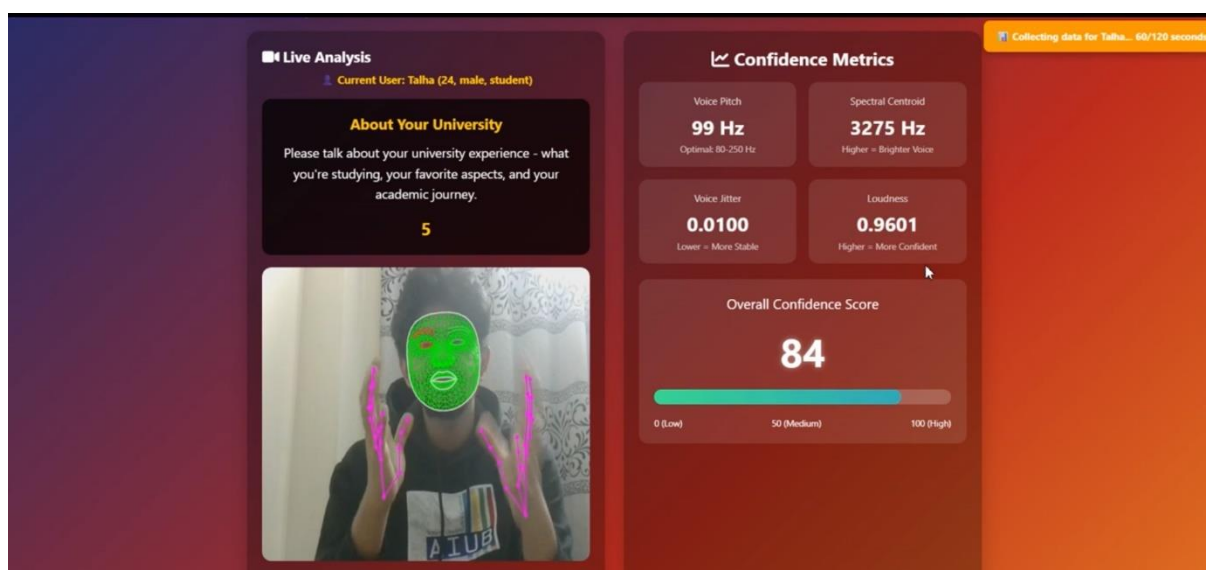 Live Analysis
Current User: Talha (24, male, student)
About Your University
Please talk about your university experience - what
you're studying, your favorite aspects, and your
academic journey.
5
AIUB
Confidence Metrics
Voice Pitch
99 Hz
Optimal: 80-250 Hz
Spectral Centroid
3275 Hz
Higher = Brighter Voice
Voice Jitter
0.0100
Lower = More Stable
Loudness
0.9601
Higher = More Confident
Overall Confidence Score
84
0 (Low)
50 (Medium)
100 (High)
Collecting data for Talha... 60/120 seconds